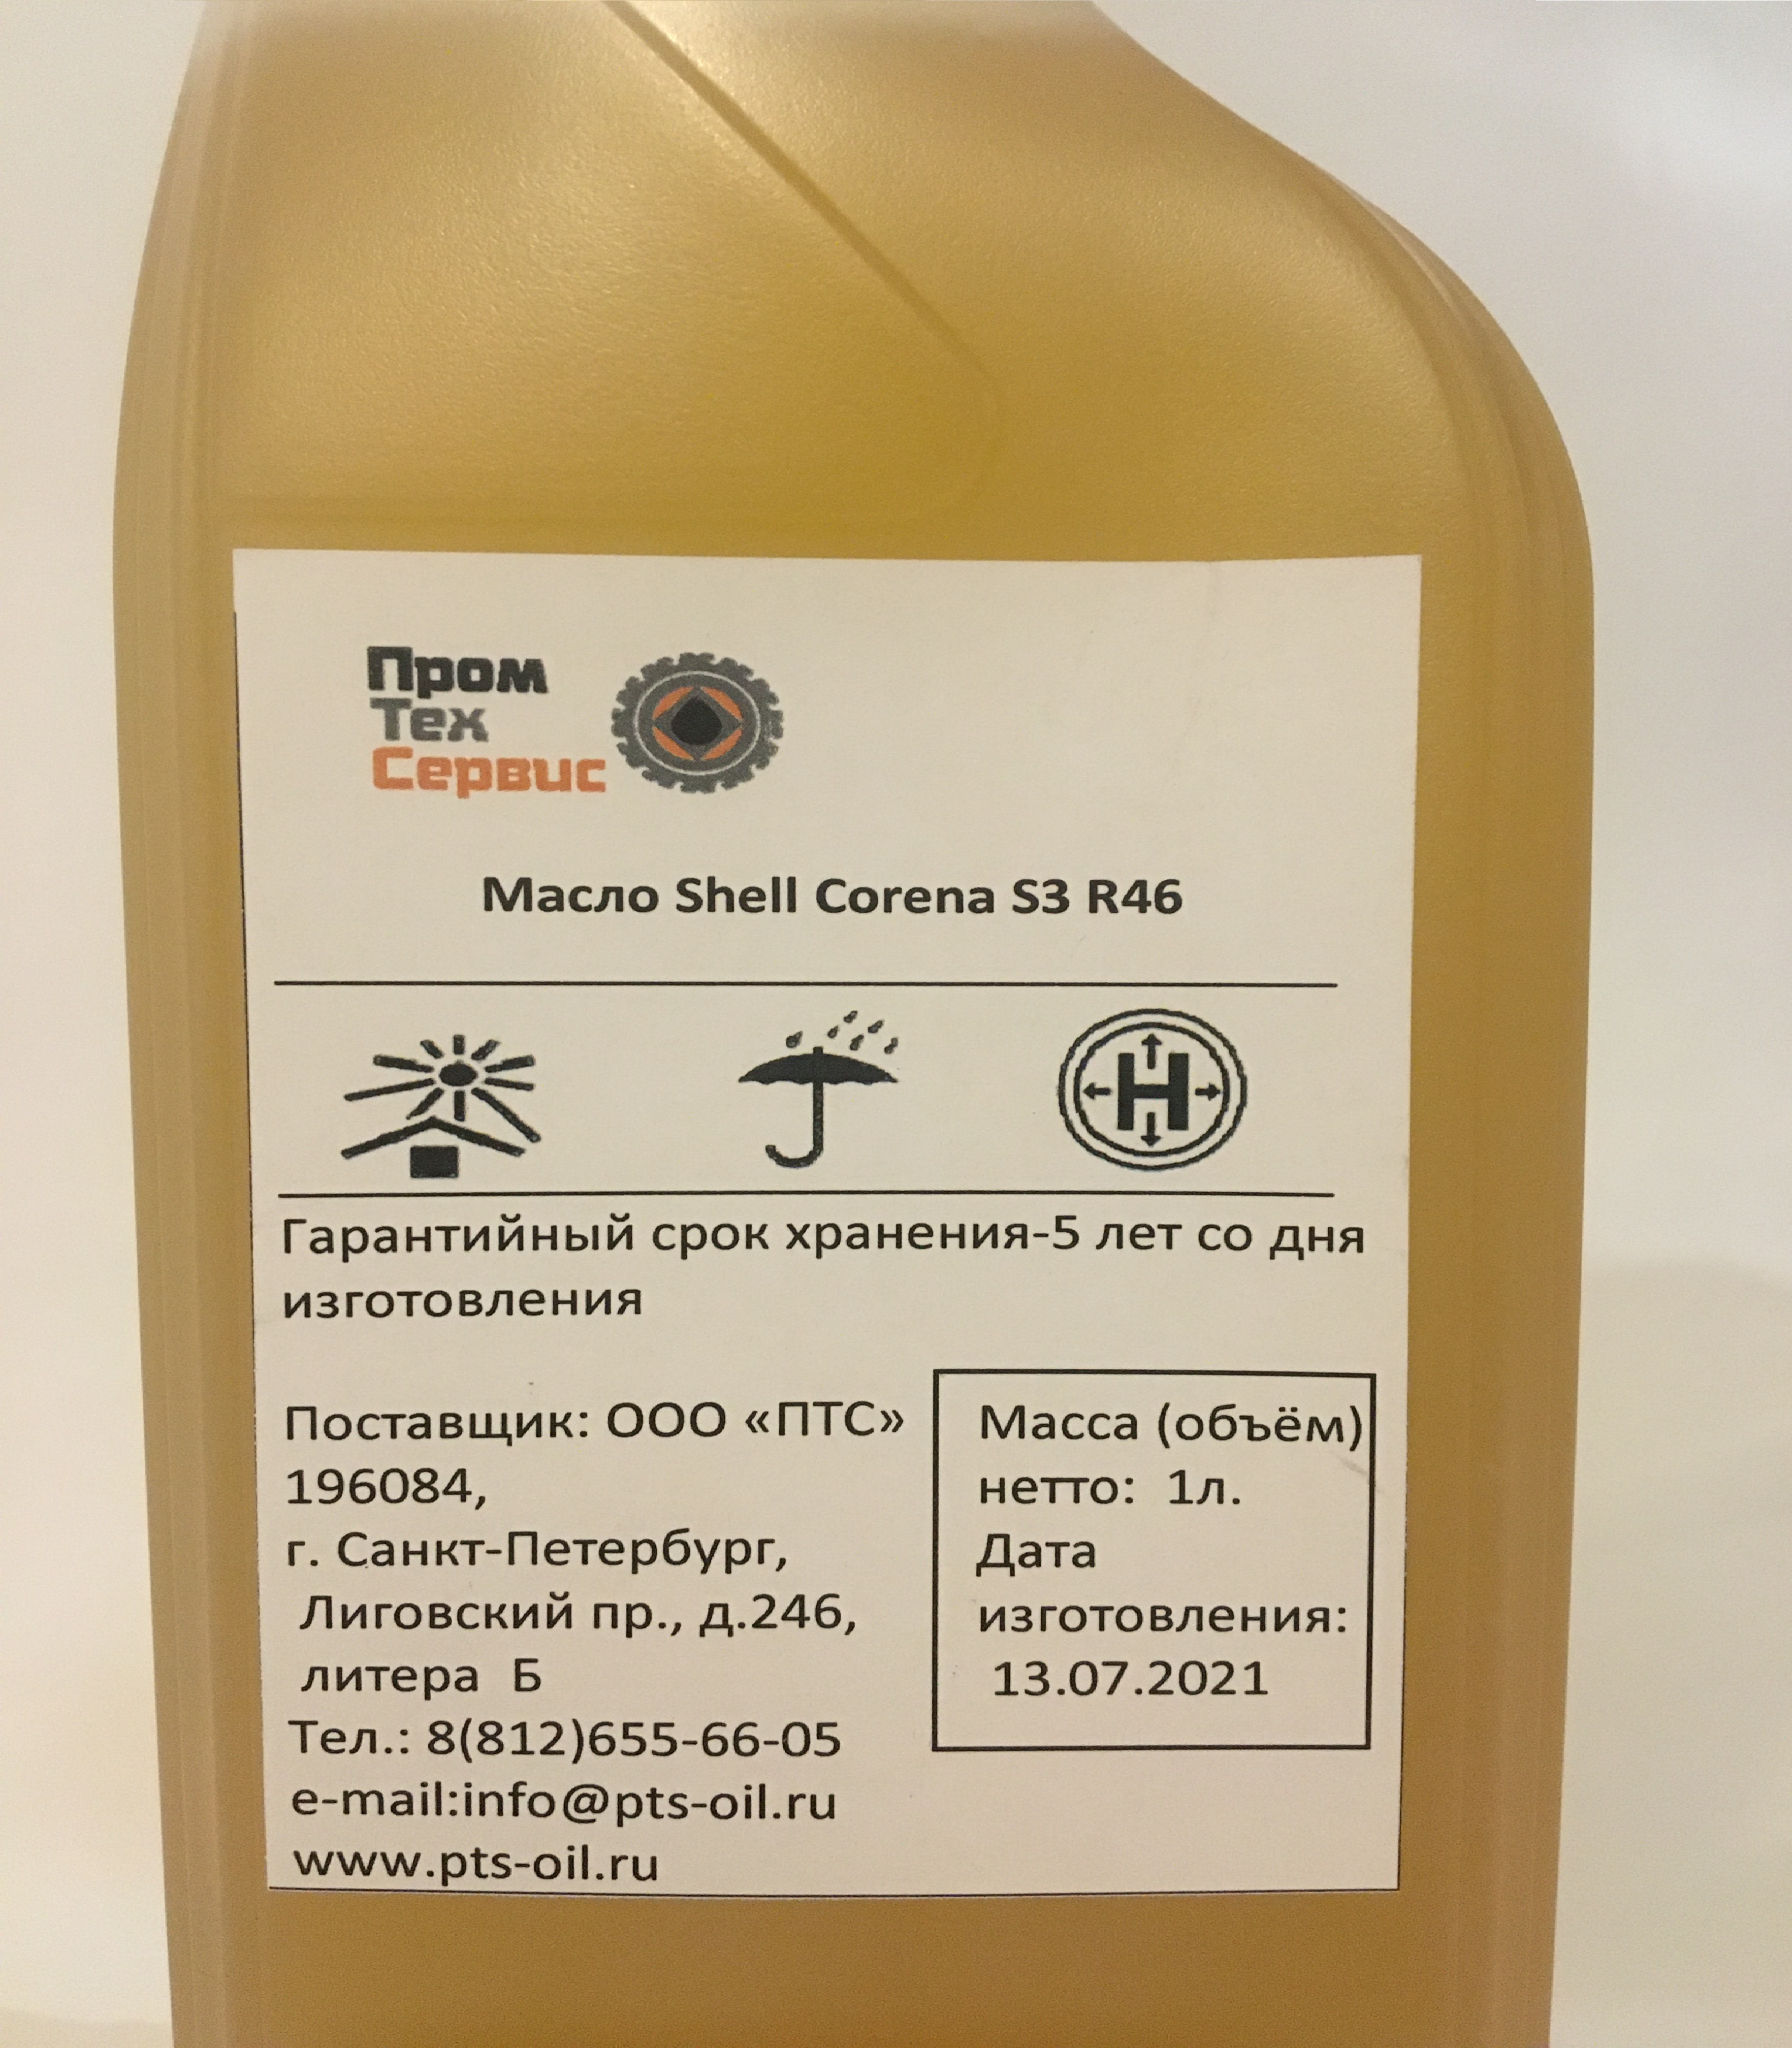 Пром
Тех
Сервис
Масло Shell Corena S3 R46
Н
Гарантийный срок хранения-5 лет со дня
изготовления
Поставщик: ООО «ПТС»
196084,
г. Санкт-Петербург,
Лиговский пр., д.246,
литера Б
Тел.: 8(812)655-66-05
e-mail:info@pts-oil.ru
www.pts-oil.ru
Масса (объём)
нетто: 1л.
Дата
изготовления:
13.07.2021